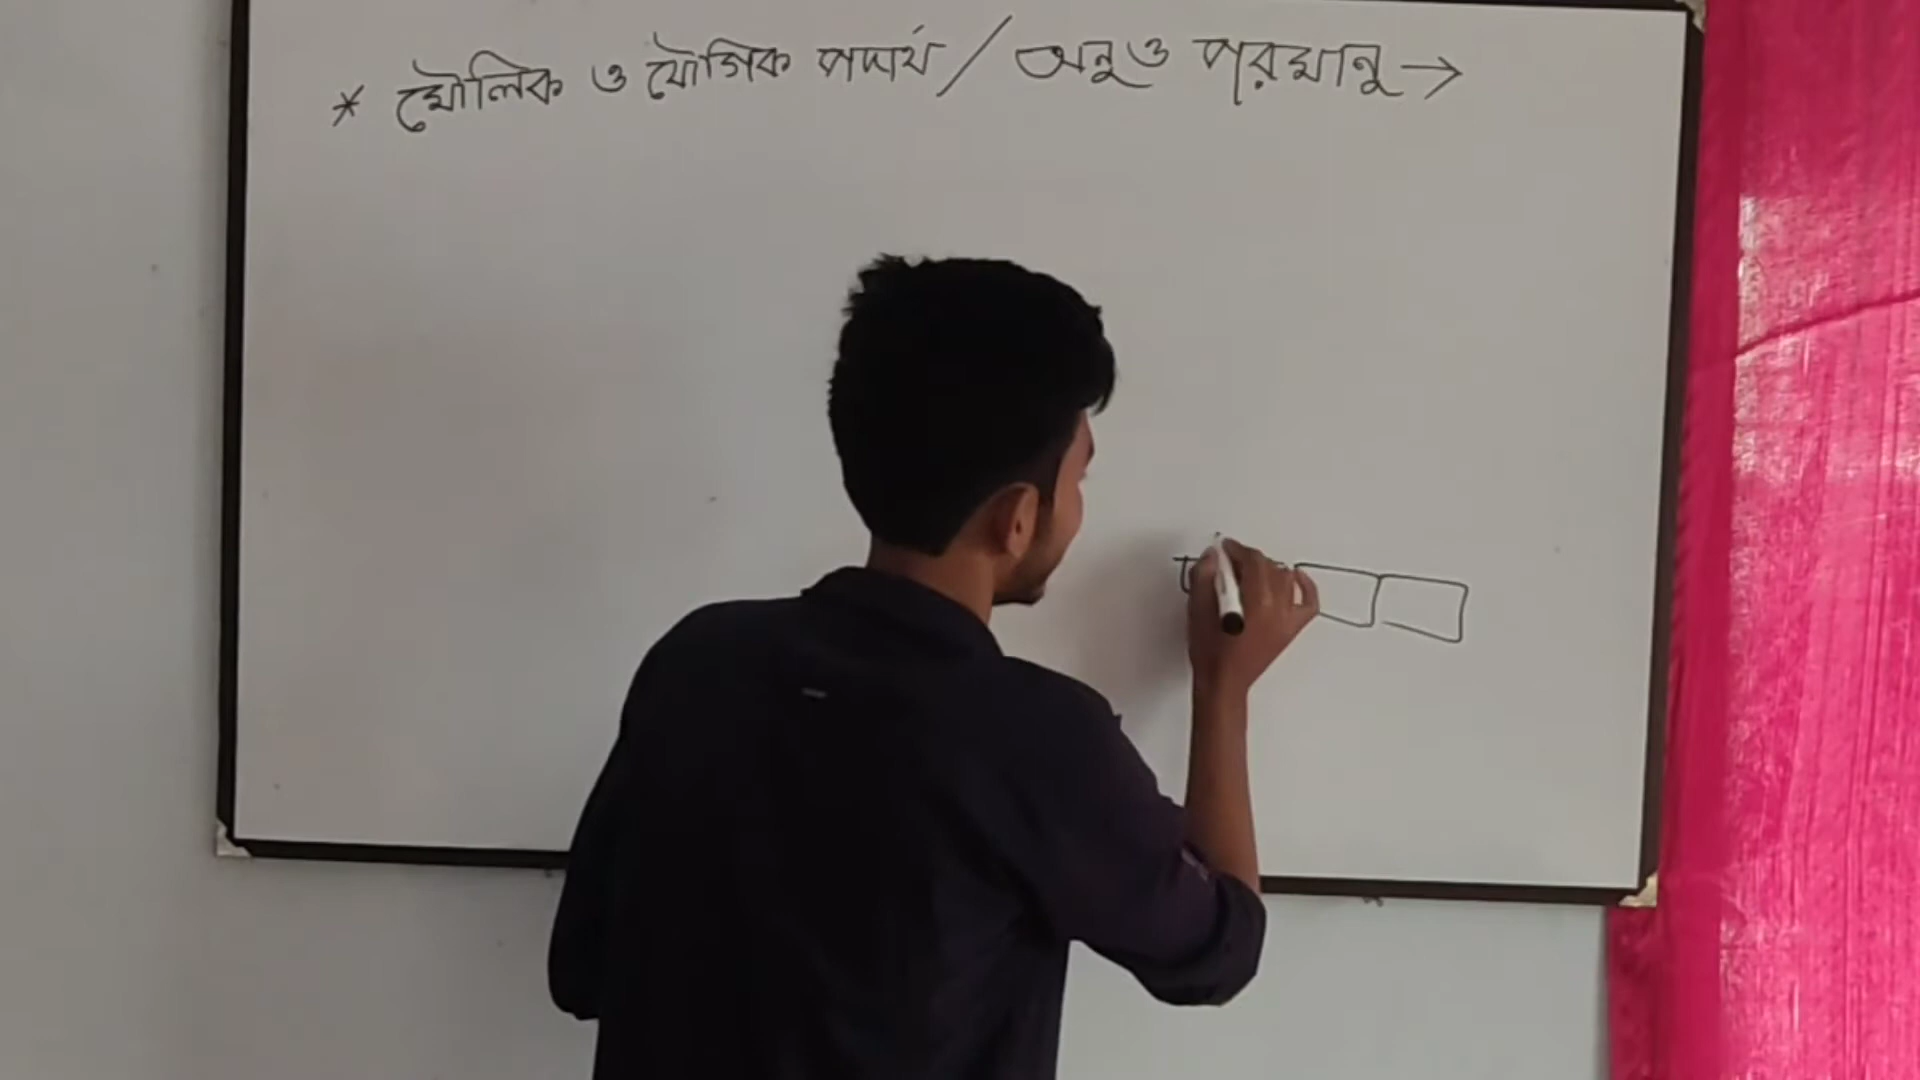 * মৌলিক ও যৌগিক পদার্থ / অনু ও পরমানু →